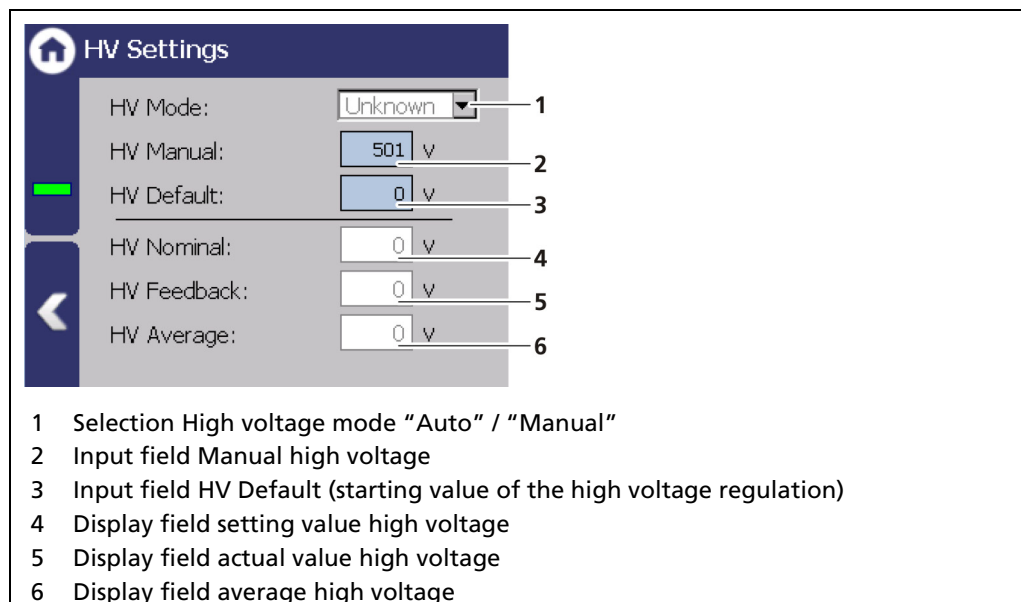 HV Settings
HV Mode: Unknown 1
HV Manual: 501 V 2
HV Default: 0 V 3
HV Nominal: 0 V 4
HV Feedback: 0 V 5
HV Average: 0 V 6
1 Selection High voltage mode “Auto” / “Manual”
2 Input field Manual high voltage
3 Input field HV Default (starting value of the high voltage regulation)
4 Display field setting value high voltage
5 Display field actual value high voltage
6 Display field average high voltage